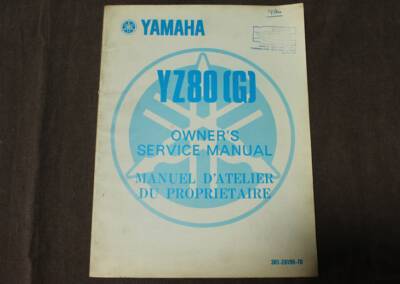 YAMAHA
YZ80(G)
OWNER'S
SERVICE MANUAL
MANUEL D'ATELIER
DU PROPRIETAIRE